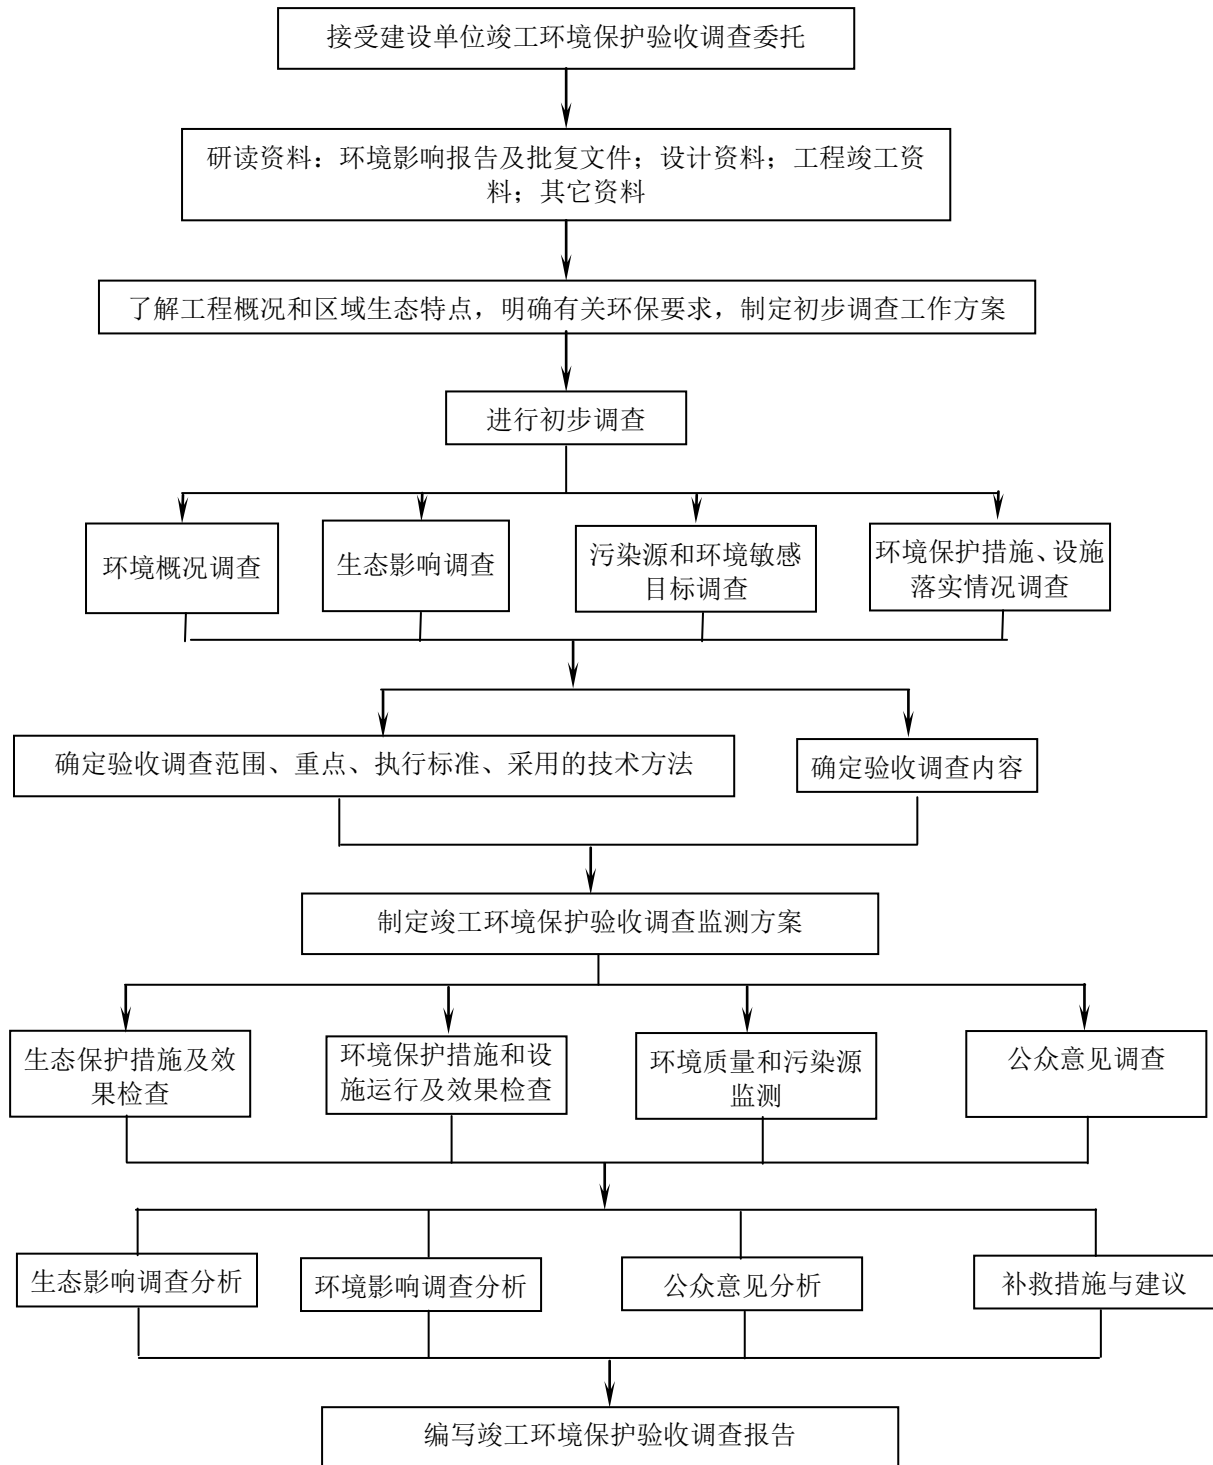 接受建设单位竣工环境保护验收调查委托
研读资料：环境影响报告及批复文件；设计资料；工程竣工资
料；其它资料
了解工程概况和区域生态特点，明确有关环保要求，制定初步调查工作方案
进行初步调查
环境概况调查
生态影响调查
污染源和环境敏感
目标调查
环境保护措施、设施
落实情况调查
确定验收调查范围、重点、执行标准、采用的技术方法
确定验收调查内容
制定竣工环境保护验收调查监测方案
生态保护措施及效
果检查
环境保护措施和设
施运行及效果检查
环境质量和污染源
监测
公众意见调查
生态影响调查分析
环境影响调查分析
公众意见分析
补救措施与建议
编写竣工环境保护验收调查报告